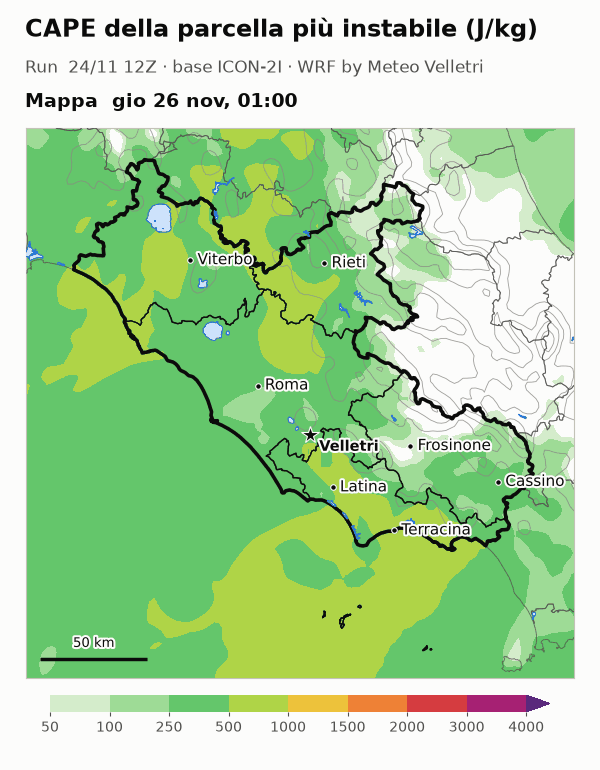 CAPE della parcella più instabile (J/kg)
Run  24/11 12Z · base ICON-2I · WRF by Meteo Velletri
Mappa  gio 26 nov, 01:00
Viterbo
Rieti
Roma
Velletri
Frosinone
Cassino
Latina
Terracina
50 km
50 100 250 500 1000 1500 2000 3000 4000